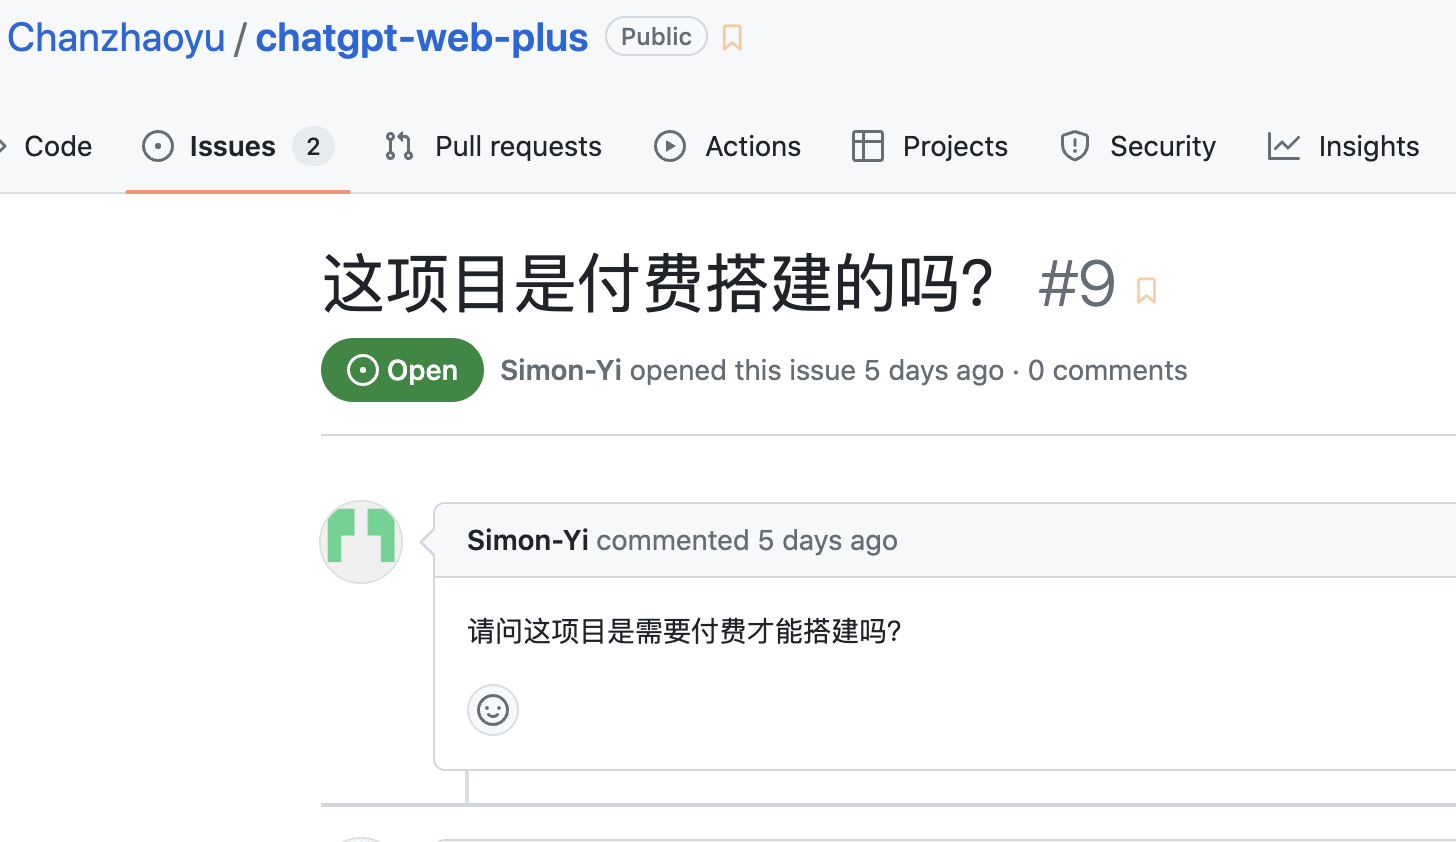 Chanzhaoyu / chatgpt-web-plus Public
Code Issues 2 Pull requests Actions Projects Security Insights
这项目是付费搭建的吗? #9
Open Simon-Yi opened this issue 5 days ago · 0 comments
Simon-Yi commented 5 days ago
请问这项目是需要付费才能搭建吗?